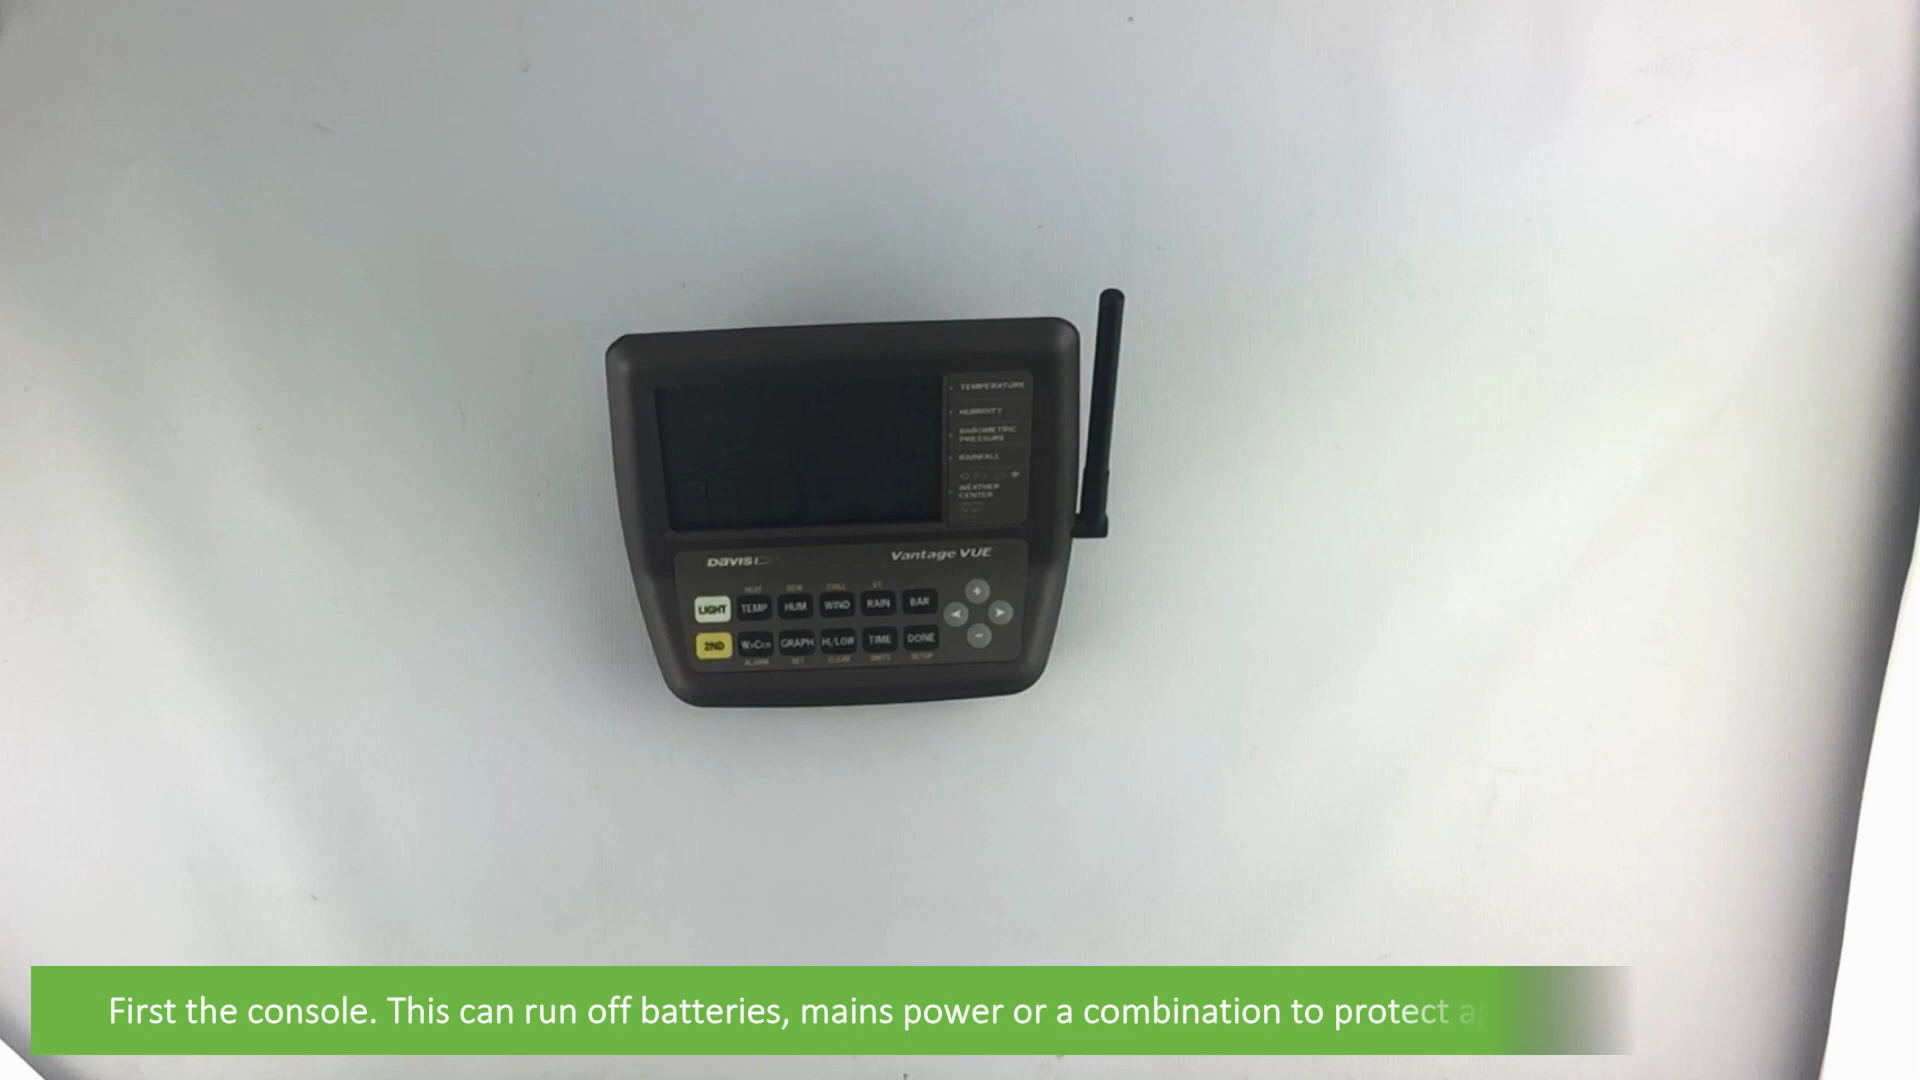 TEMPERATURE
HUMIDITY
BAROMETRIC
PRESSURE
RAINFALL
WEATHER
CENTER
DAVIS
Vantage VUE
HEAT DEW CHILL ET
LIGHT TEMP HUM WIND RAIN BAR
2ND WxCen GRAPH HI/LOW TIME DONE
ALARM SET CLEAR UNITS SETUP
First the console. This can run off batteries, mains power or a combination to protect a